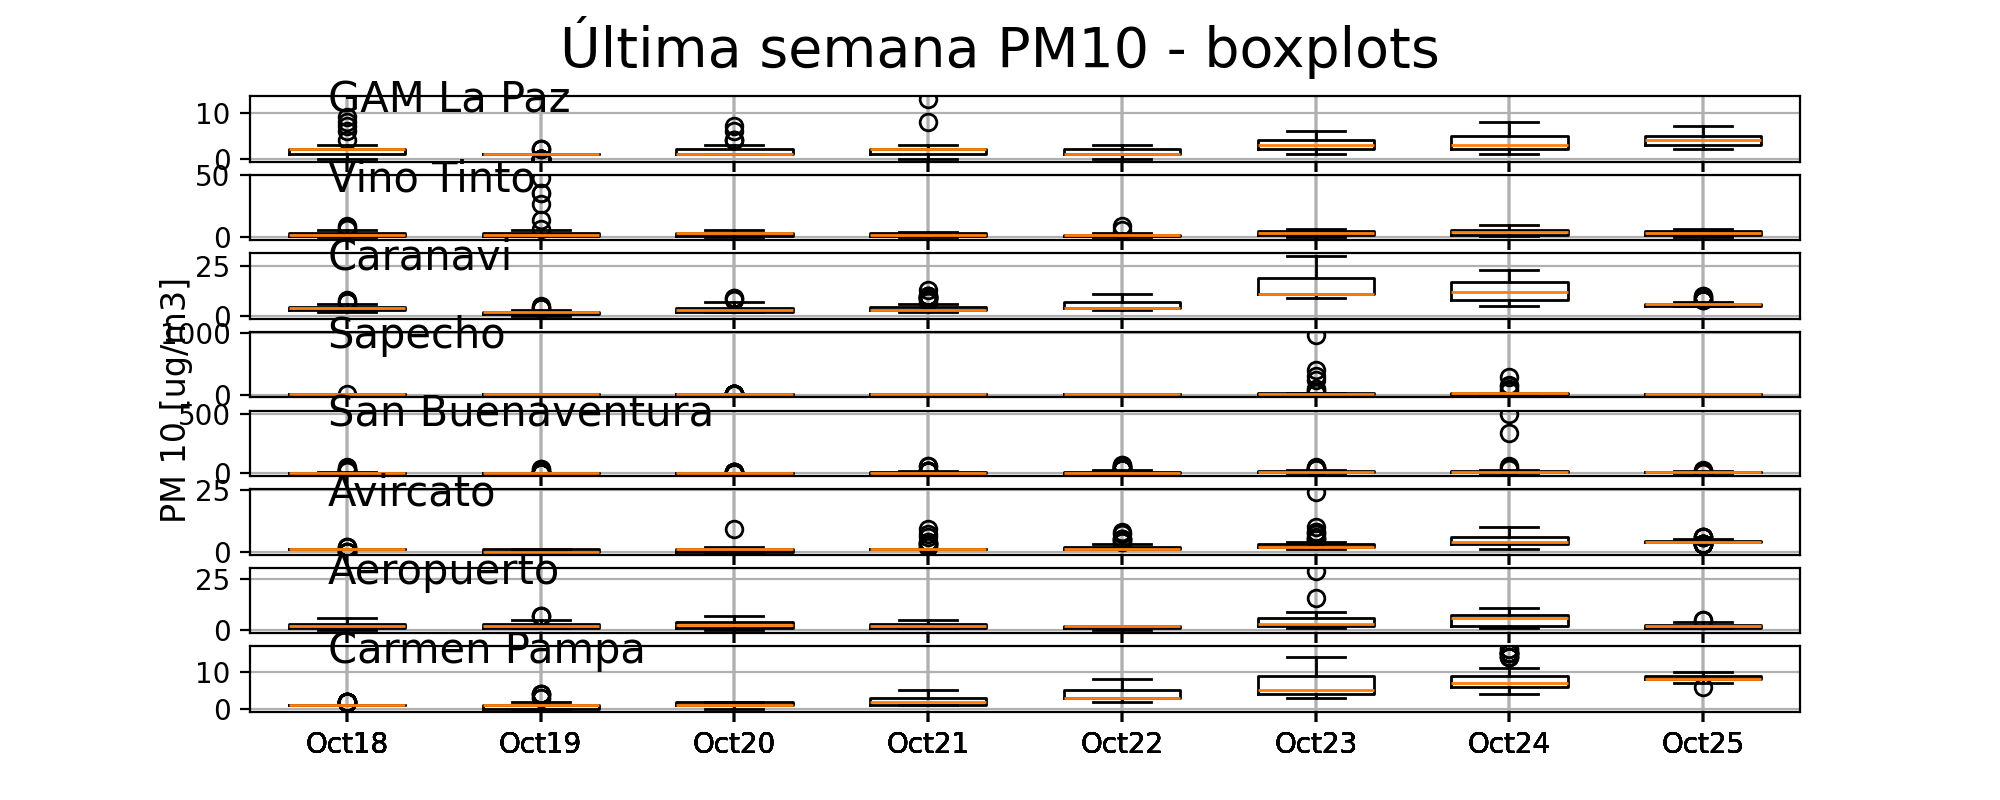 Última semana PM10 - boxplots
GAM La Paz
10
0
Vino Tinto
50
0
Caranavi
25
0
Sapecho
1000
0
San Buenaventura
500
0
Avircato
25
0
Aeropuerto
25
0
Carmen Pampa
10
0
PM 10 [ug/m3]
Oct18 Oct19 Oct20 Oct21 Oct22 Oct23 Oct24 Oct25